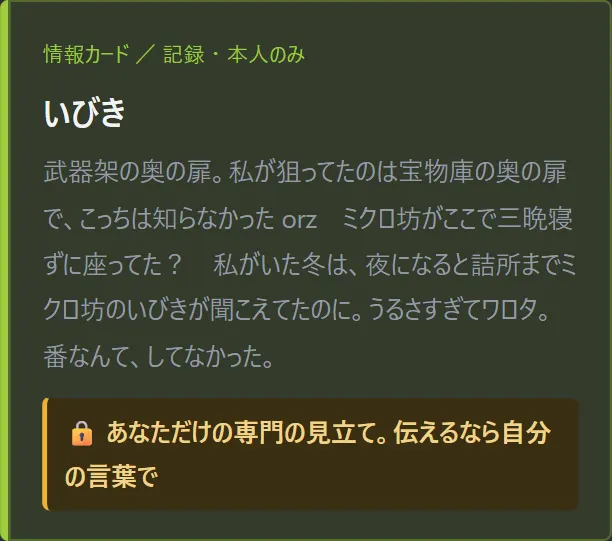 情報カード ／ 記録 · 本人のみ
いびき
武器架の奥の扉。私が狙ってたのは宝物庫の奥の扉
で、こっちは知らなかった orz　ミクロ坊がここで三晩寝
ずに座ってた？　私がいた冬は、夜になると詰所までミ
クロ坊のいびきが聞こえてたのに。うるさすぎてワロタ。
番なんて、してなかった。
🔒 あなただけの専門の見立て。伝えるなら自分
の言葉で